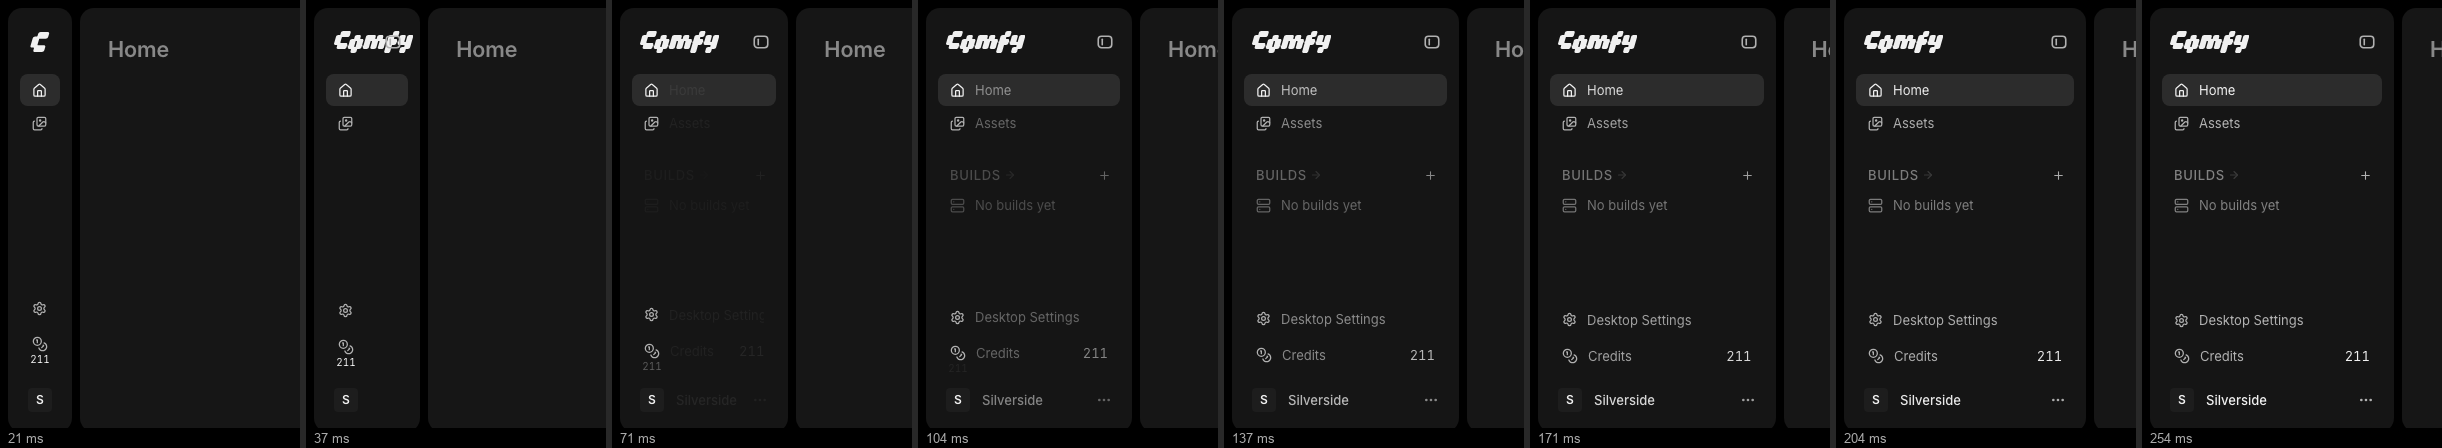 C
Home
211
S
21 ms
Comfy
Home
211
S
37 ms
Comfy
Home
Home
Assets
BUILDS +
No builds yet
Desktop Setting
Credits 211
211
S Silverside ···
71 ms
Comfy
Hom
Home
Assets
BUILDS → +
No builds yet
Desktop Settings
Credits 211
211
S Silverside ···
104 ms
Comfy
Ho
Home
Assets
BUILDS → +
No builds yet
Desktop Settings
Credits 211
S Silverside ···
137 ms
Comfy
H
Home
Assets
BUILDS → +
No builds yet
Desktop Settings
Credits 211
S Silverside ···
171 ms
Comfy
H
Home
Assets
BUILDS → +
No builds yet
Desktop Settings
Credits 211
S Silverside ···
204 ms
Comfy
H
Home
Assets
BUILDS → +
No builds yet
Desktop Settings
Credits 211
S Silverside ···
254 ms